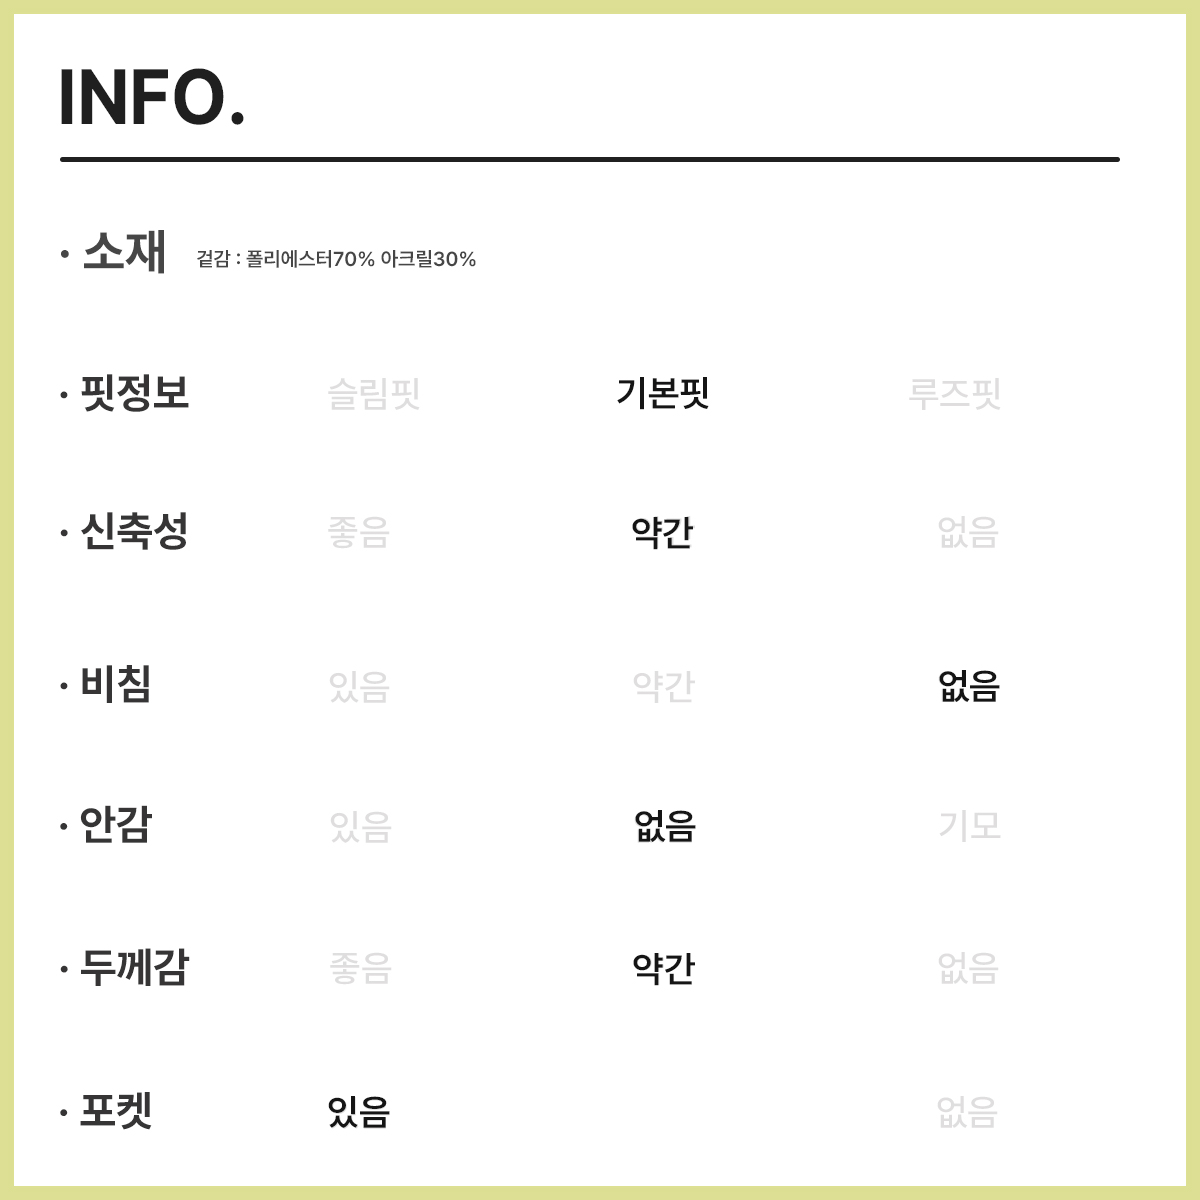 INFO.
· 소재 겉감 : 폴리에스터70% 아크릴30%
· 핏정보 슬림핏 기본핏 루즈핏
· 신축성 좋음 약간 없음
· 비침 있음 약간 없음
· 안감 있음 없음 기모
· 두께감 좋음 약간 없음
· 포켓 있음 없음